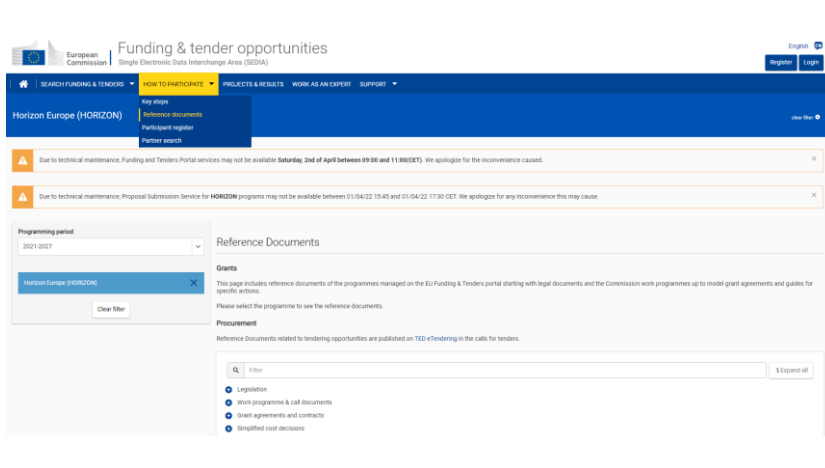 English EN
European
Commission
Funding & tender opportunities
Single Electronic Data Interchange Area (SEDIA)
Register Login
SEARCH FUNDING & TENDERS HOW TO PARTICIPATE PROJECTS & RESULTS WORK AS AN EXPERT SUPPORT
Key steps
Reference documents
Participant register
Partner search
Horizon Europe (HORIZON)
clear filter
Due to technical maintenance, Funding and Tenders Portal services may not be available Saturday, 2nd of April between 09:00 and 11:00(CET). We apologize for the inconvenience caused.
Due to technical maintenance, Proposal Submission Service for HORIZON programs may not be available between 01/04/22 15:45 and 01/04/22 17:30 CET. We apologize for any inconvenience this may cause.
Programming period
2021-2027
Horizon Europe (HORIZON)
Clear filter
Reference Documents
Grants
This page includes reference documents of the programmes managed on the EU Funding & Tenders portal starting with legal documents and the Commission work programmes up to model grant agreements and guides for
specific actions.
Please select the programme to see the reference documents.
Procurement
Reference Documents related to tendering opportunities are published on TED eTendering in the calls for tenders.
Filter
Expand all
Legislation
Work programme & call documents
Grant agreements and contracts
Simplified cost decisions